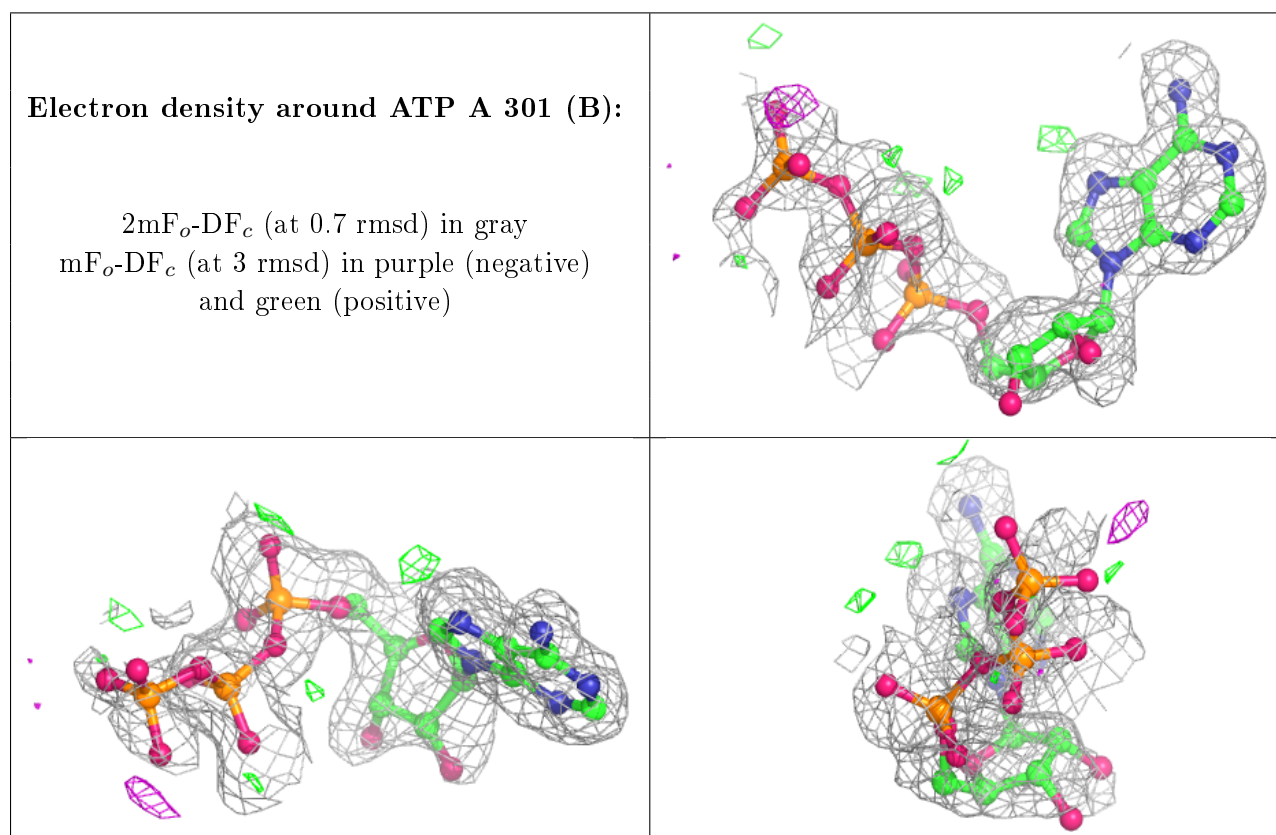 Electron density around ATP A 301 (B):
2mFₒ-DF𝒸 (at 0.7 rmsd) in gray
mFₒ-DF𝒸 (at 3 rmsd) in purple (negative)
and green (positive)